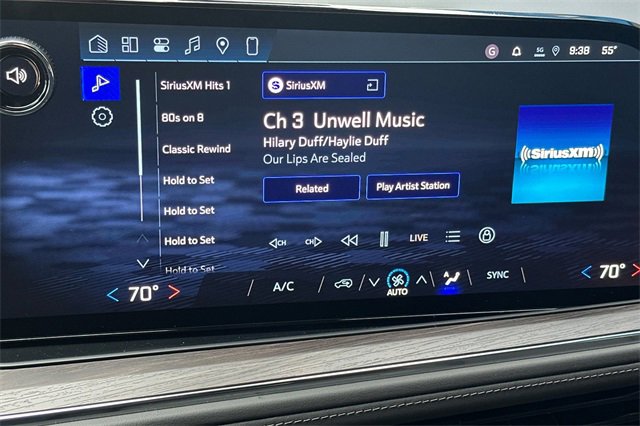 G 5G 9:38 55°
SiriusXM Hits 1
80s on 8
Classic Rewind
Hold to Set
Hold to Set
Hold to Set
Hold to Set
SiriusXM
Ch 3 Unwell Music
Hilary Duff/Haylie Duff
Our Lips Are Sealed
Related Play Artist Station
((SiriusXM))
CH CH LIVE
< 70° > A/C AUTO SYNC < 70° >